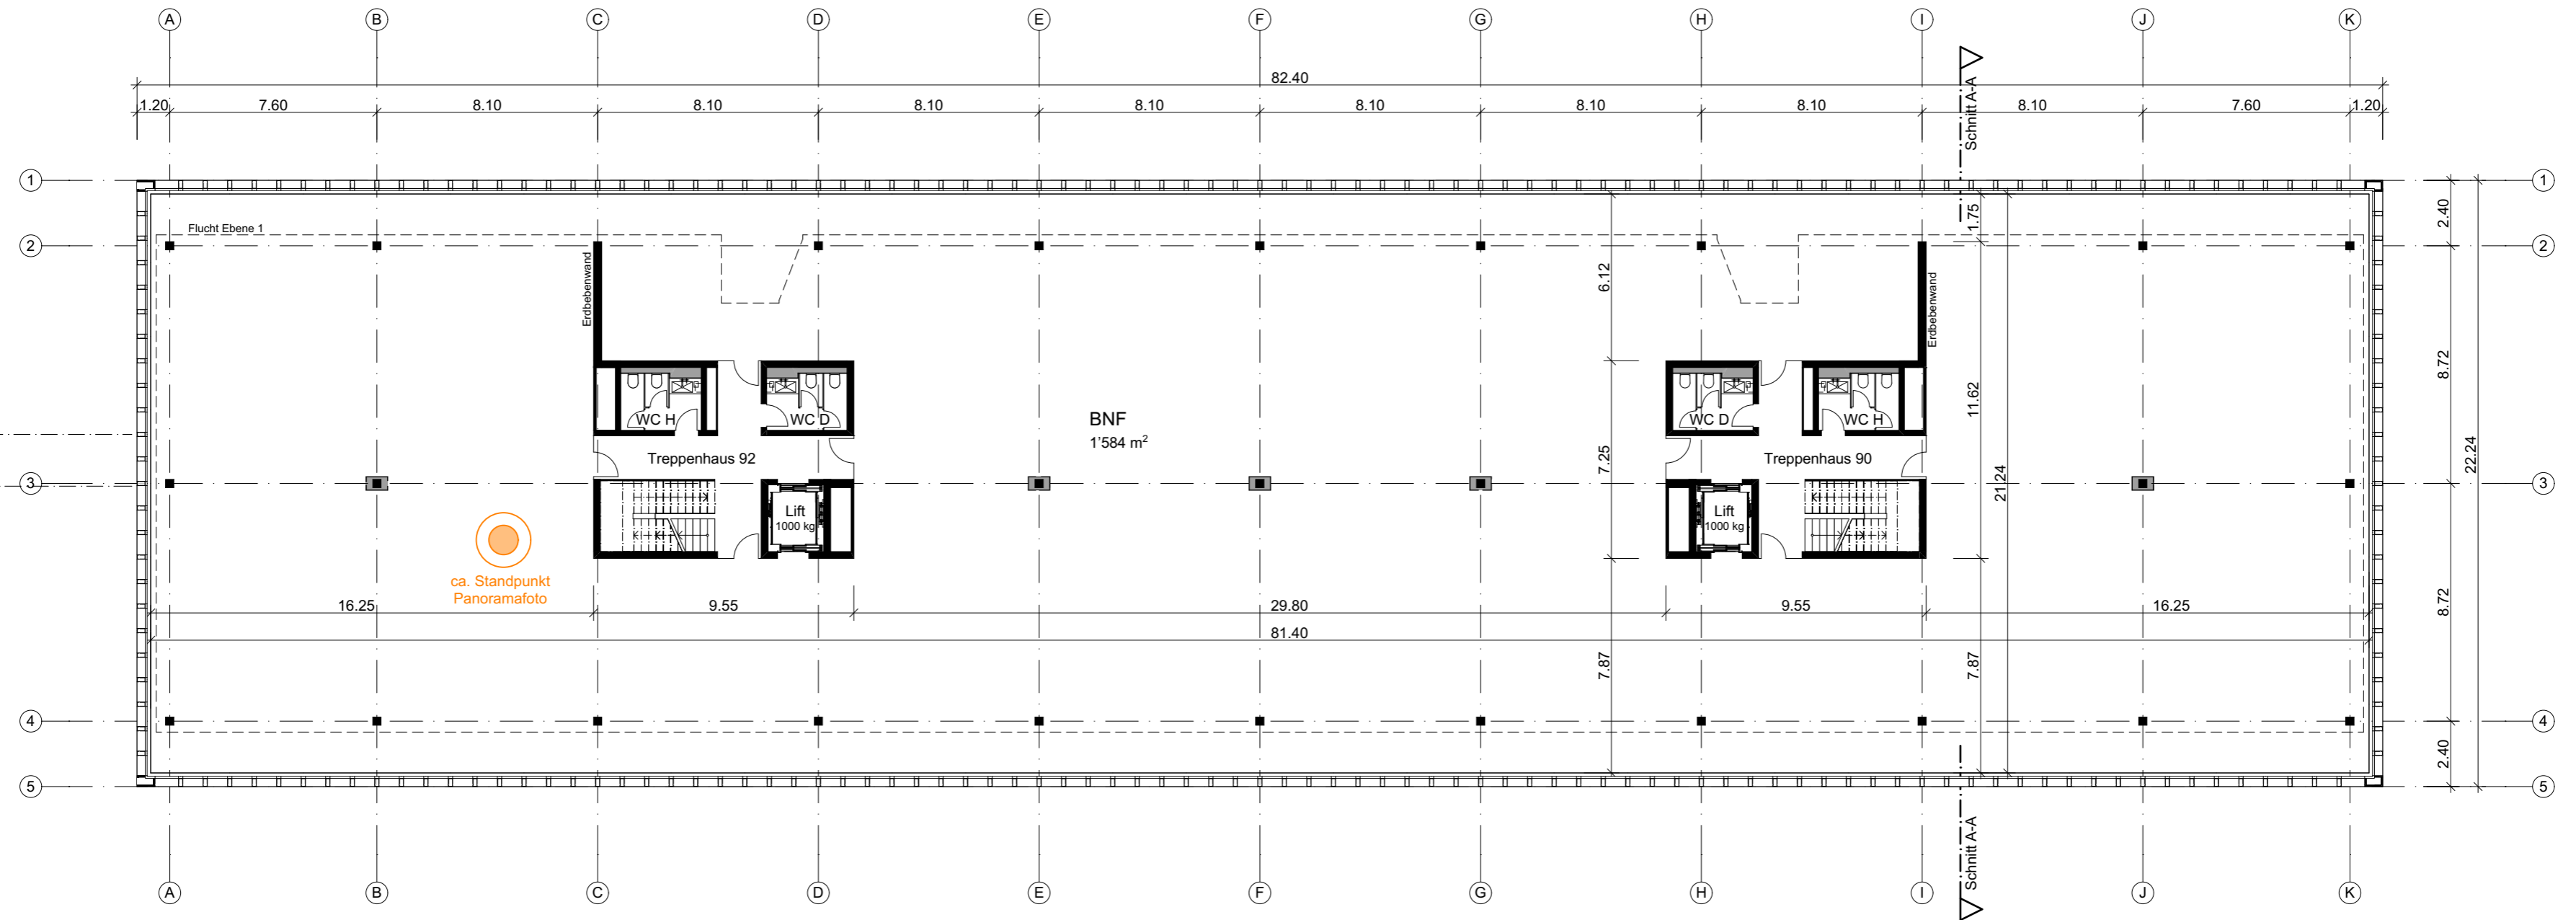 A B C D E F G H I J K
82.40
1.20 7.60 8.10 8.10 8.10 8.10 8.10 8.10 8.10 8.10 7.60 1.20
Schnitt A-A
1 1
2.40
1.75
Flucht Ebene 1
2 2
6.12
Erdbebenwand
Erdbebenwand
8.72
22.24
11.62
BNF
1'584 m²
WC H WC D WC D WC H
Treppenhaus 92
Treppenhaus 90
7.25
21.24
3 3
Lift
1000 kg
Lift
1000 kg
ca. Standpunkt
Panoramafoto
16.25 9.55 29.80 9.55 16.25
8.72
81.40
7.87
7.87
4 4
2.40
5 5
Schnitt A-A
A B C D E F G H I J K